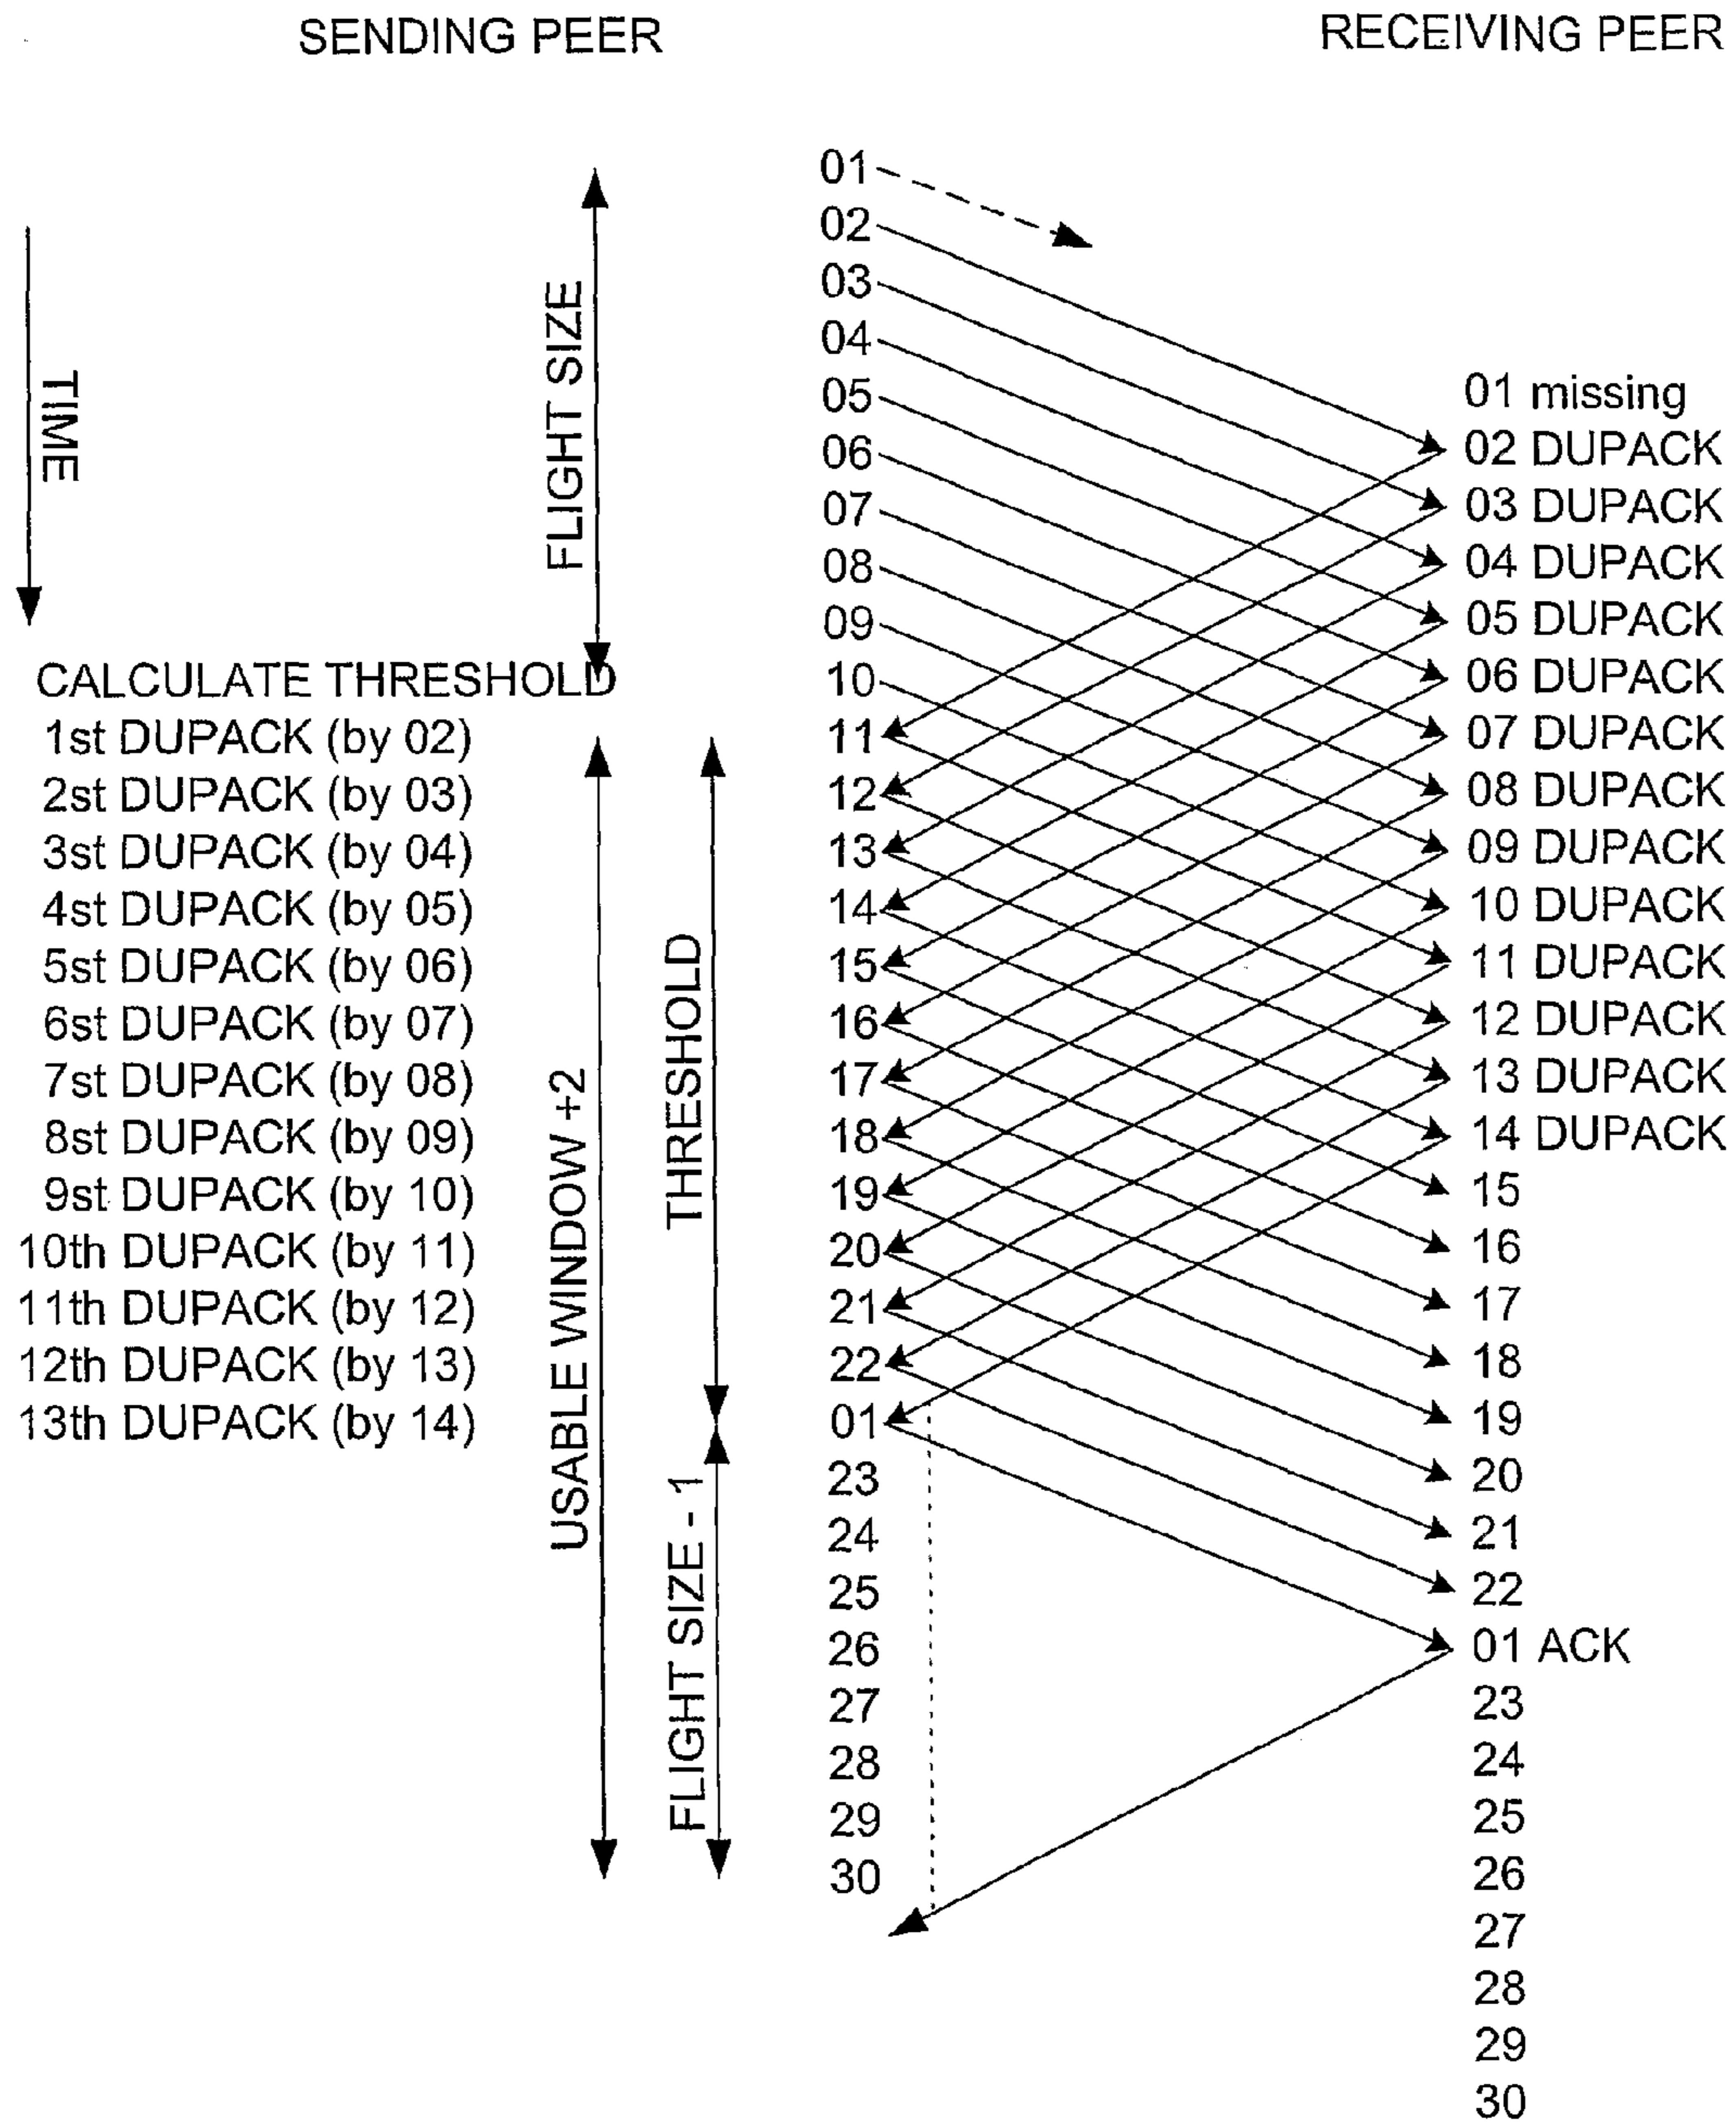 SENDING PEER
RECEIVING PEER
TIME
FLIGHT SIZE
CALCULATE THRESHOLD
1st DUPACK (by 02)
2st DUPACK (by 03)
3st DUPACK (by 04)
4st DUPACK (by 05)
5st DUPACK (by 06)
6st DUPACK (by 07)
7st DUPACK (by 08)
8st DUPACK (by 09)
9st DUPACK (by 10)
10th DUPACK (by 11)
11th DUPACK (by 12)
12th DUPACK (by 13)
13th DUPACK (by 14)
USABLE WINDOW +2
THRESHOLD
FLIGHT SIZE - 1
01
02
03
04
05
06
07
08
09
10
11
12
13
14
15
16
17
18
19
20
21
22
01
23
24
25
26
27
28
29
30
01 missing
02 DUPACK
03 DUPACK
04 DUPACK
05 DUPACK
06 DUPACK
07 DUPACK
08 DUPACK
09 DUPACK
10 DUPACK
11 DUPACK
12 DUPACK
13 DUPACK
14 DUPACK
15
16
17
18
19
20
21
22
01 ACK
23
24
25
26
27
28
29
30